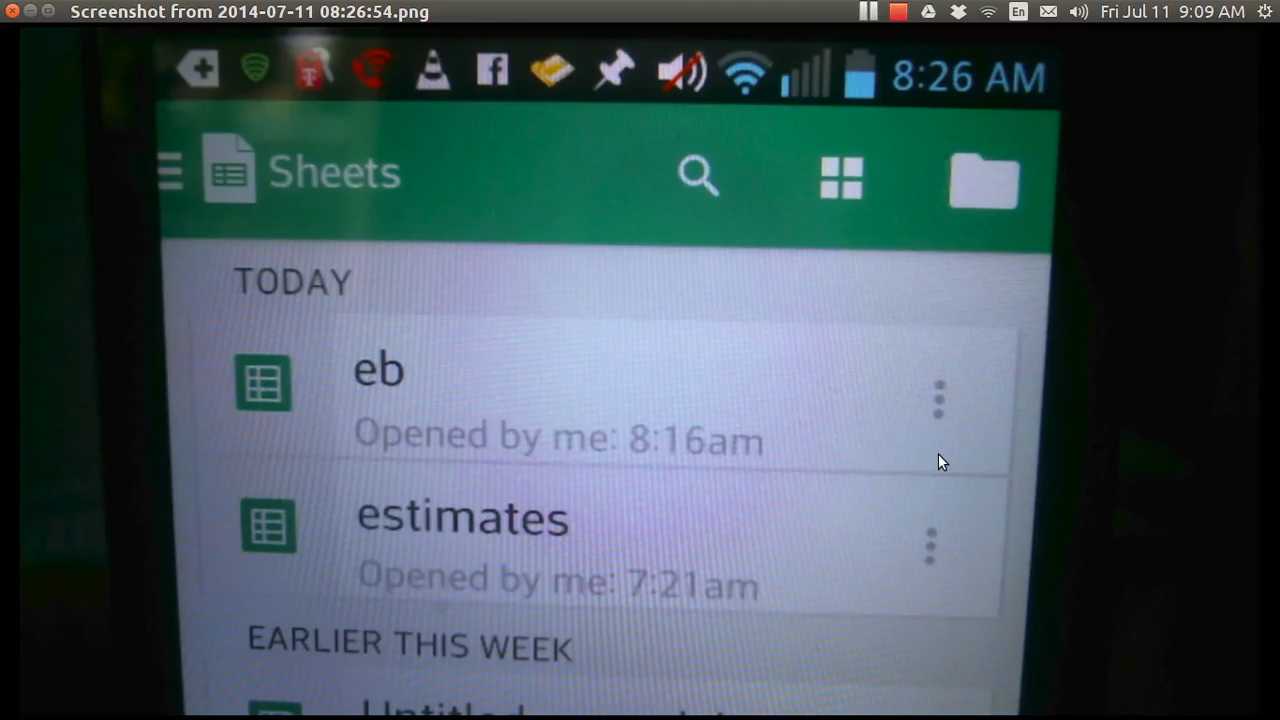 Screenshot from 2014-07-11 08:26:54.png
En
Fri Jul 11 9:09 AM
8:26 AM
Sheets
TODAY
eb
Opened by me: 8:16am
estimates
Opened by me: 7:21am
EARLIER THIS WEEK
Untitled